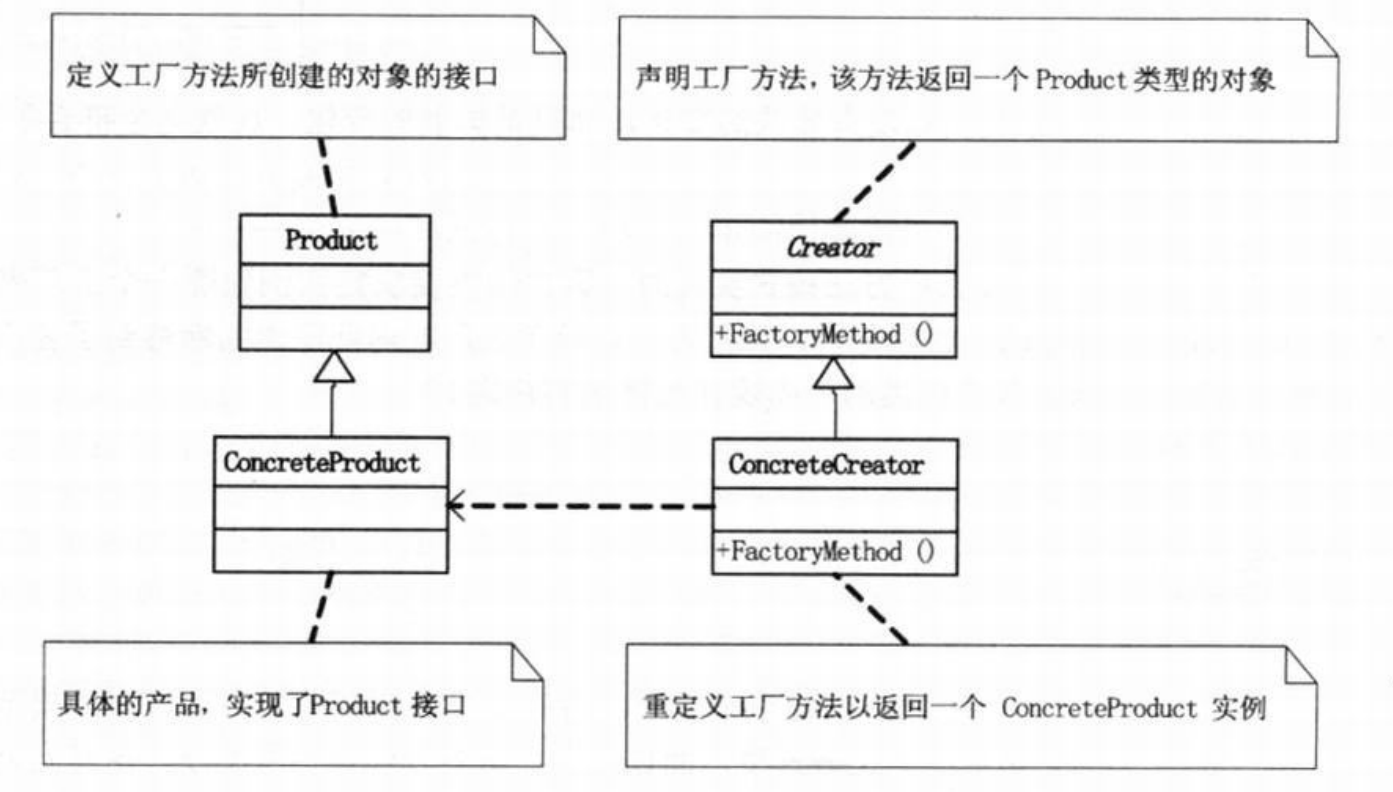 定义工厂方法所创建的对象的接口
声明工厂方法，该方法返回一个 Product 类型的对象
Product
Creator
+FactoryMethod ()
ConcreteProduct
ConcreteCreator
+FactoryMethod ()
具体的产品，实现了Product 接口
重定义工厂方法以返回一个 ConcreteProduct 实例